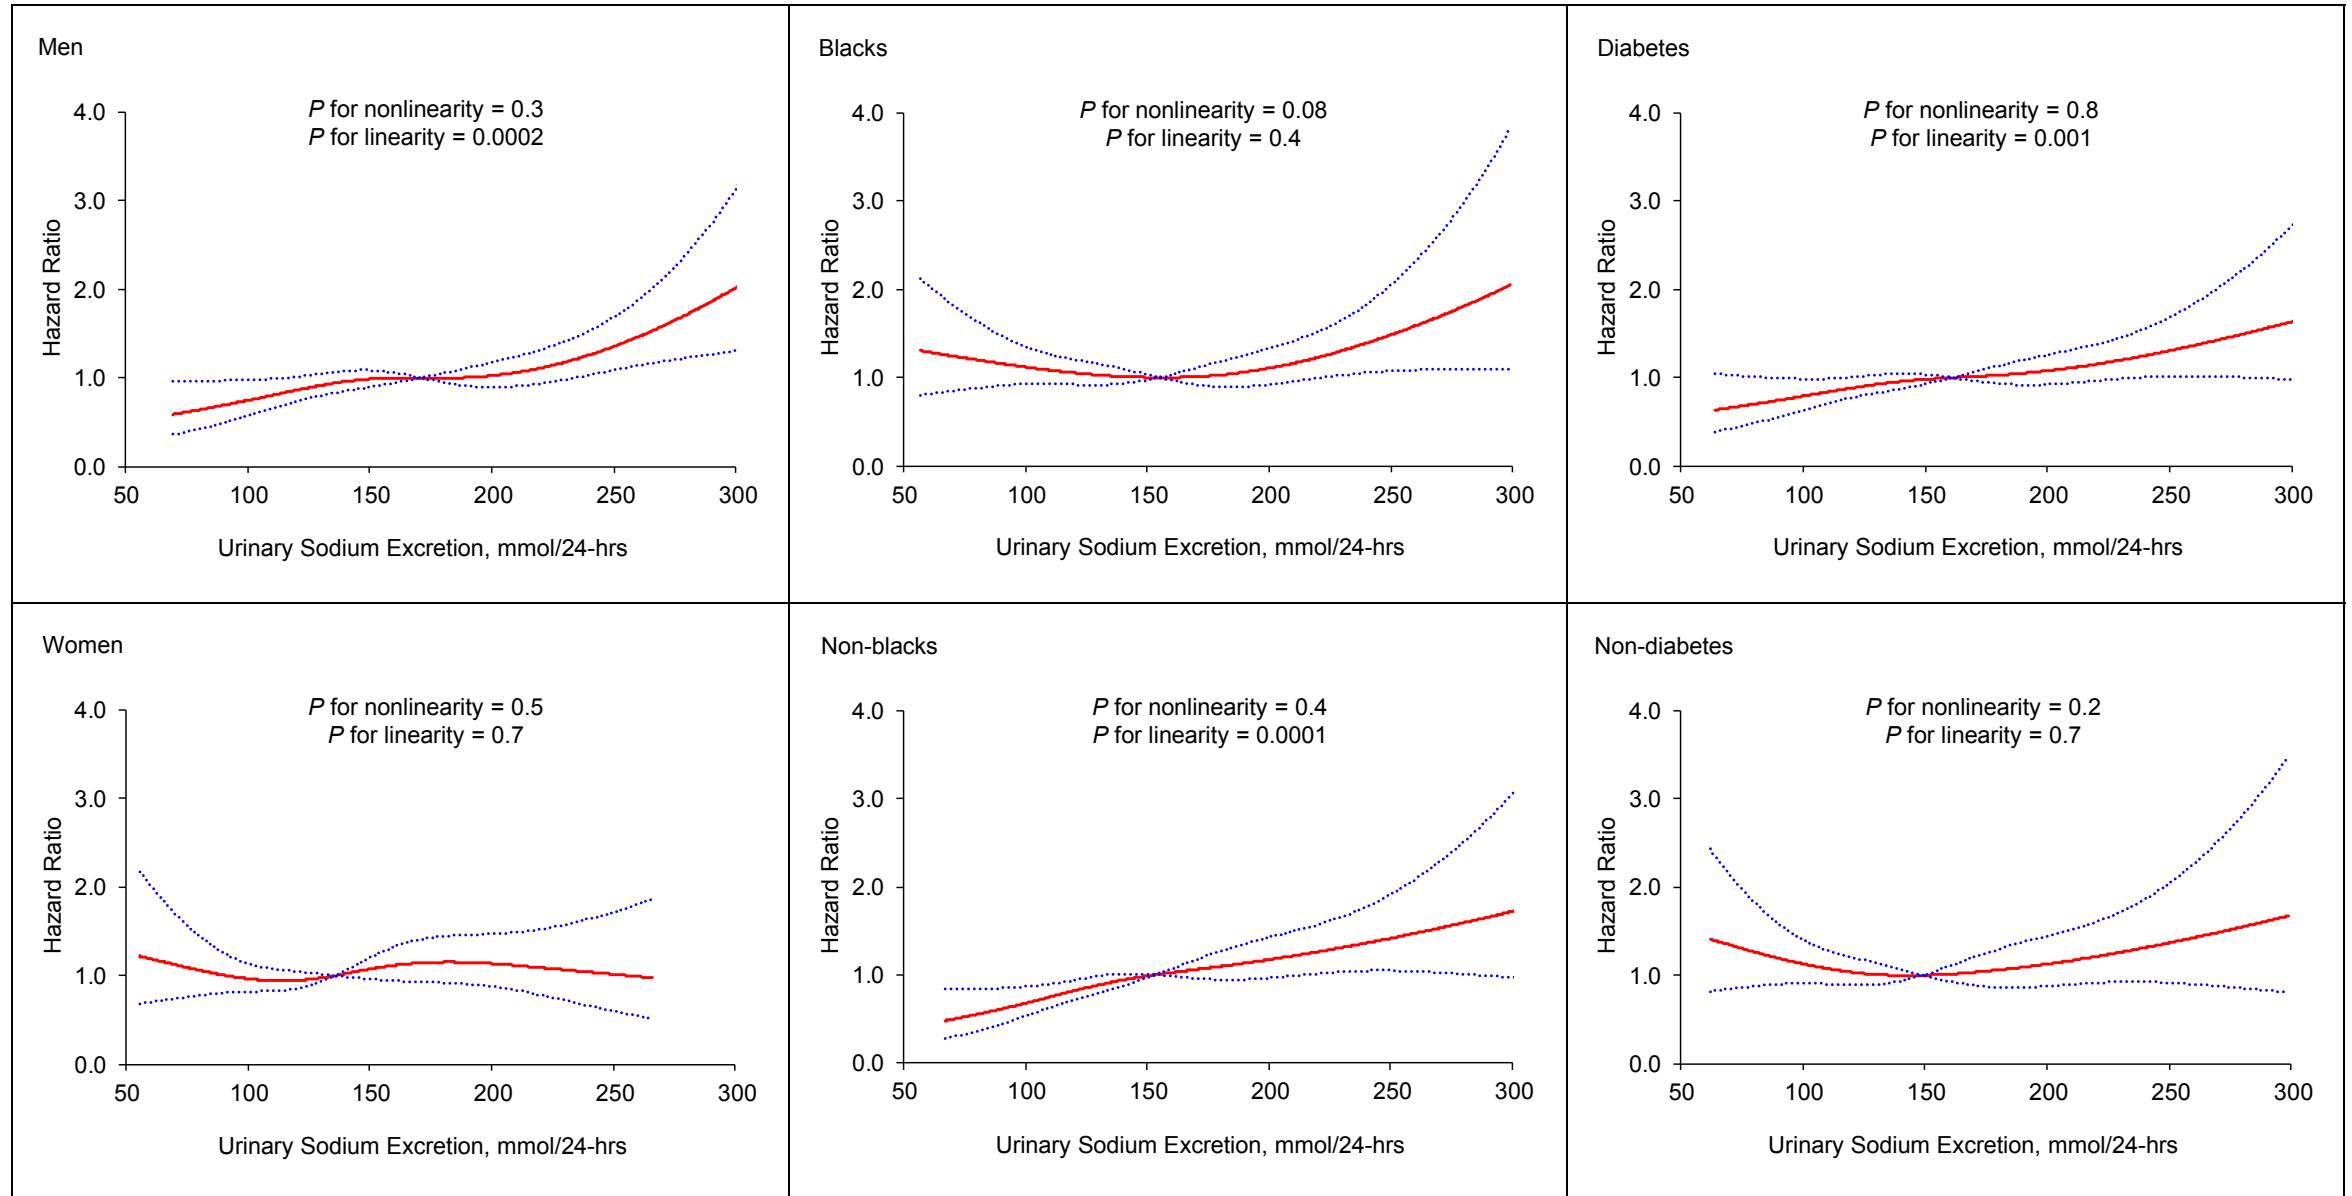 Men
P for nonlinearity = 0.3
P for linearity = 0.0002
4.0
3.0
2.0
1.0
0.0
Hazard Ratio
50 100 150 200 250 300
Urinary Sodium Excretion, mmol/24-hrs
Blacks
P for nonlinearity = 0.08
P for linearity = 0.4
4.0
3.0
2.0
1.0
0.0
Hazard Ratio
50 100 150 200 250 300
Urinary Sodium Excretion, mmol/24-hrs
Diabetes
P for nonlinearity = 0.8
P for linearity = 0.001
4.0
3.0
2.0
1.0
0.0
Hazard Ratio
50 100 150 200 250 300
Urinary Sodium Excretion, mmol/24-hrs
Women
P for nonlinearity = 0.5
P for linearity = 0.7
4.0
3.0
2.0
1.0
0.0
Hazard Ratio
50 100 150 200 250 300
Urinary Sodium Excretion, mmol/24-hrs
Non-blacks
P for nonlinearity = 0.4
P for linearity = 0.0001
4.0
3.0
2.0
1.0
0.0
Hazard Ratio
50 100 150 200 250 300
Urinary Sodium Excretion, mmol/24-hrs
Non-diabetes
P for nonlinearity = 0.2
P for linearity = 0.7
4.0
3.0
2.0
1.0
0.0
Hazard Ratio
50 100 150 200 250 300
Urinary Sodium Excretion, mmol/24-hrs